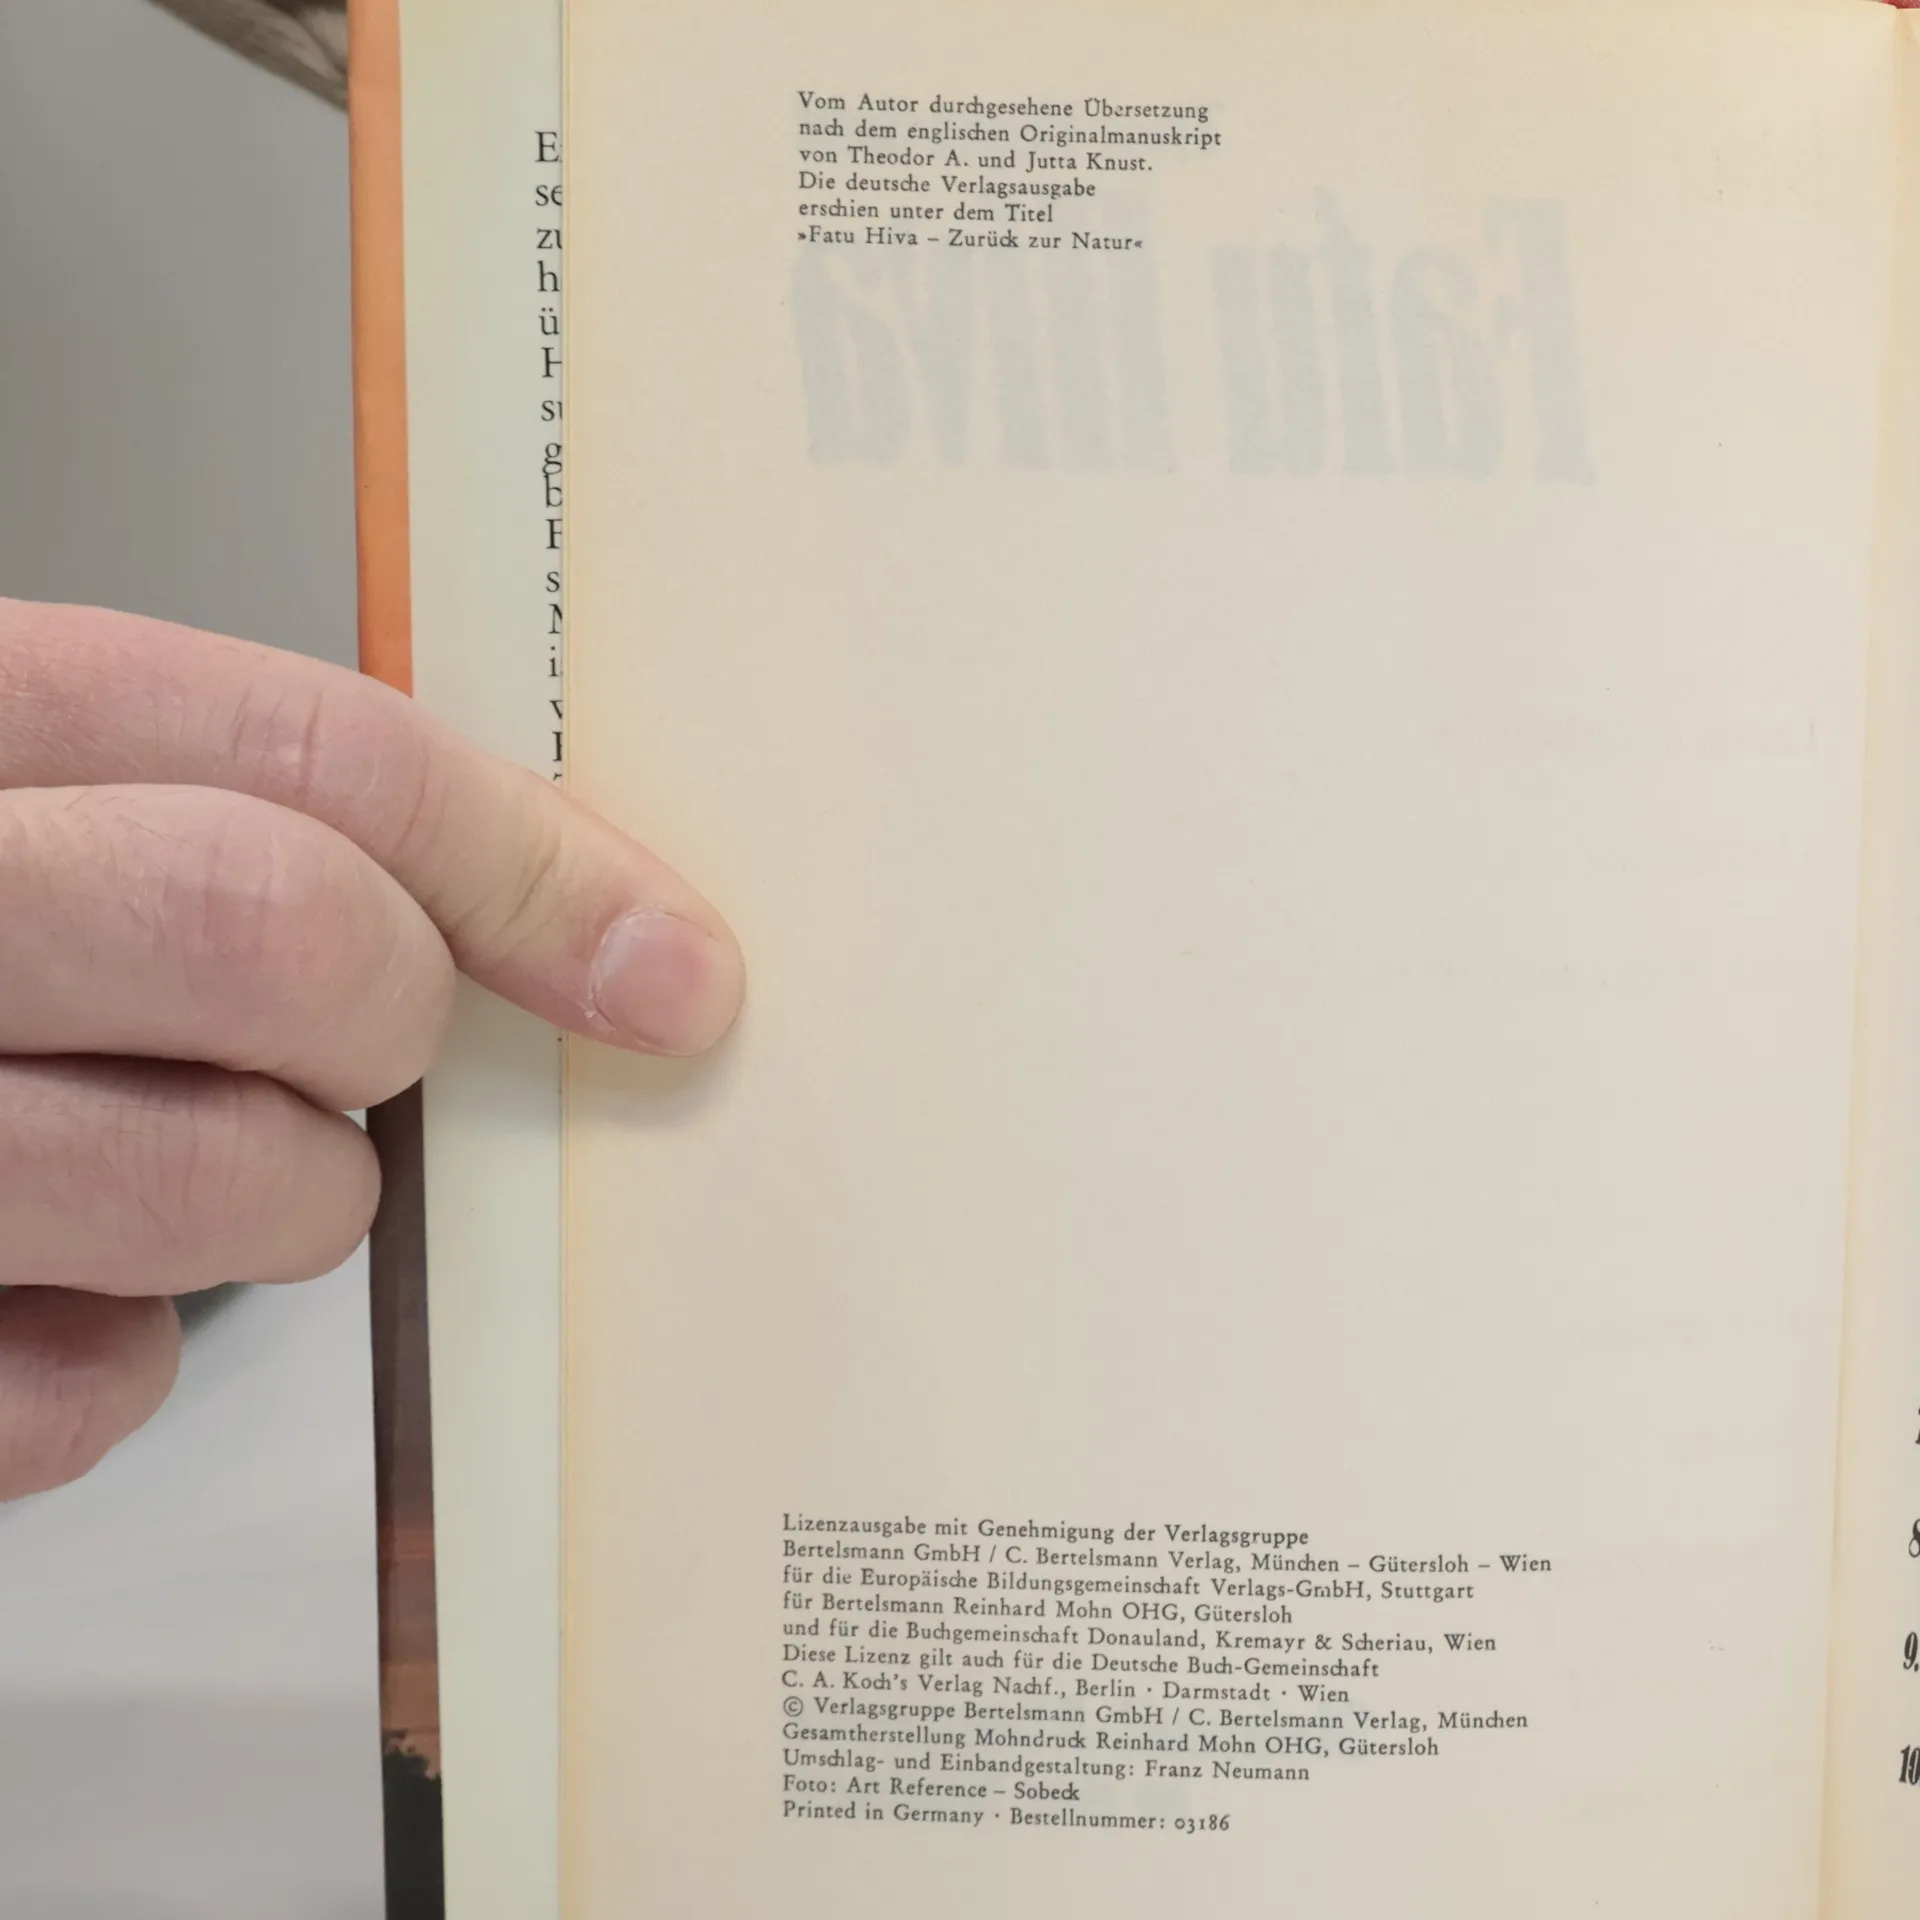 Vom Autor durchgesehene Übersetzung
nach dem englischen Originalmanuskript
von Theodor A. und Jutta Knust.
Die deutsche Verlagsausgabe
erschien unter dem Titel
»Fatu Hiva – Zurück zur Natur«
Fatu Hiva
Lizenzausgabe mit Genehmigung der Verlagsgruppe
Bertelsmann GmbH / C. Bertelsmann Verlag, München – Gütersloh – Wien
für die Europäische Bildungsgemeinschaft Verlags-GmbH, Stuttgart
für Bertelsmann Reinhard Mohn OHG, Gütersloh
und für die Buchgemeinschaft Donauland, Kremayr & Scheriau, Wien
Diese Lizenz gilt auch für die Deutsche Buch-Gemeinschaft
C. A. Koch's Verlag Nachf., Berlin · Darmstadt · Wien
© Verlagsgruppe Bertelsmann GmbH / C. Bertelsmann Verlag, München
Gesamtherstellung Mohndruck Reinhard Mohn OHG, Gütersloh
Umschlag- und Einbandgestaltung: Franz Neumann
Foto: Art Reference – Sobeck
Printed in Germany · Bestellnummer: 03186
8
9.
10